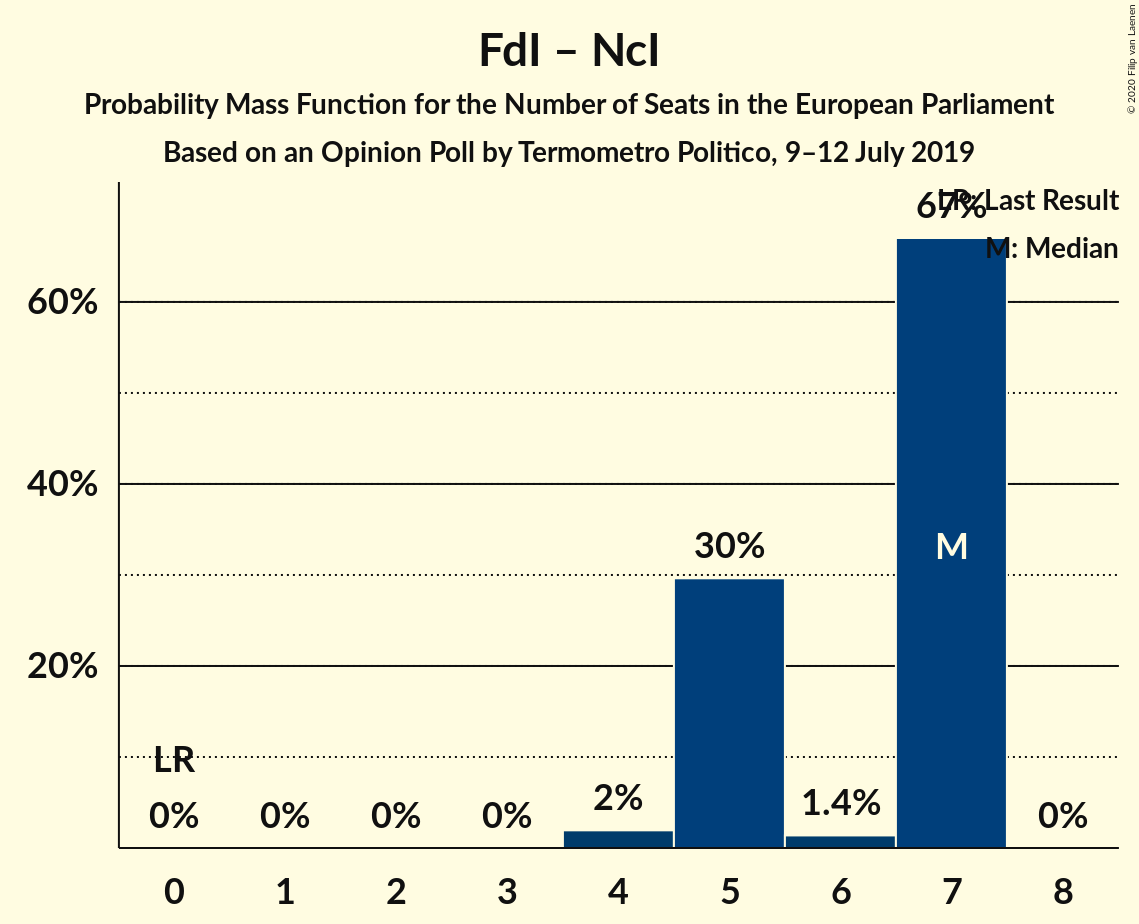 FdI – NcI
Probability Mass Function for the Number of Seats in the European Parliament
Based on an Opinion Poll by Termometro Politico, 9–12 July 2019
© 2020 Filip van Laenen
LR: Last Result
M: Median
67%
60%
40%
20%
M
30%
LR
0%
0%
0%
0%
2%
1.4%
0%
0 1 2 3 4 5 6 7 8